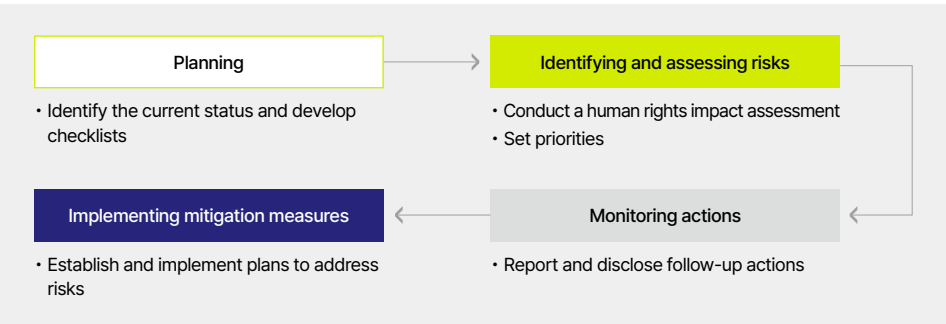 Planning
• Identify the current status and develop
checklists
Identifying and assessing risks
• Conduct a human rights impact assessment
• Set priorities
Monitoring actions
• Report and disclose follow-up actions
Implementing mitigation measures
• Establish and implement plans to address
risks